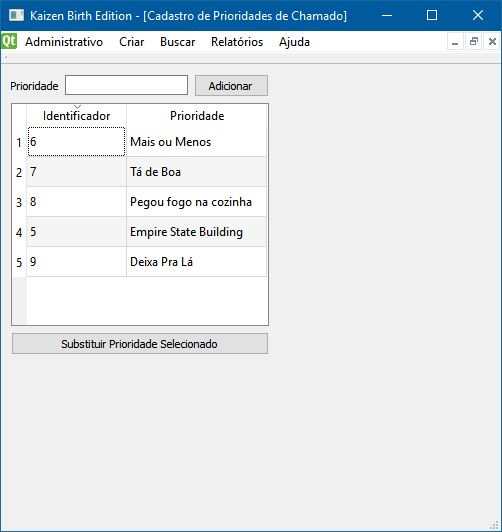 Kaizen Birth Edition - [Cadastro de Prioridades de Chamado]
Qt Administrativo Criar Buscar Relatórios Ajuda
Prioridade Adicionar
Identificador Prioridade
1 6 Mais ou Menos
2 7 Tá de Boa
3 8 Pegou fogo na cozinha
4 5 Empire State Building
5 9 Deixa Pra Lá
Substituir Prioridade Selecionado